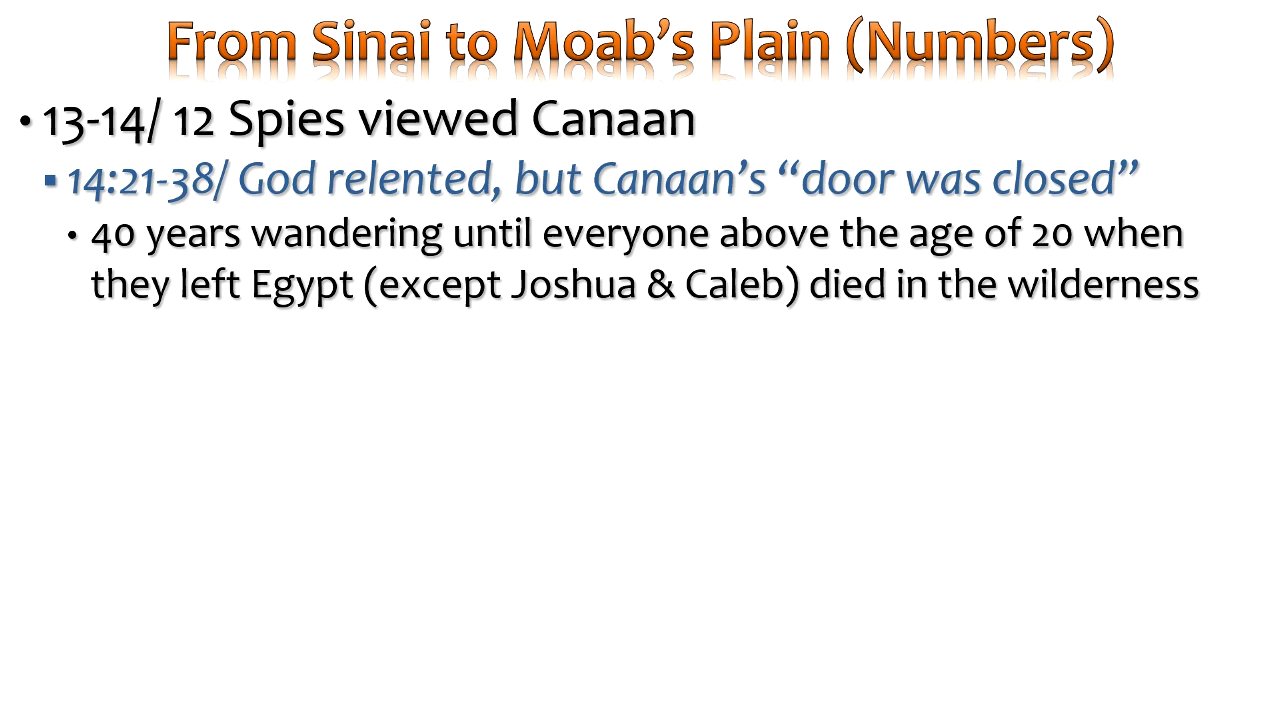 From Sinai to Moab’s Plain (Numbers)
• 13-14/ 12 Spies viewed Canaan
▪ 14:21-38/ God relented, but Canaan’s “door was closed”
• 40 years wandering until everyone above the age of 20 when
they left Egypt (except Joshua & Caleb) died in the wilderness